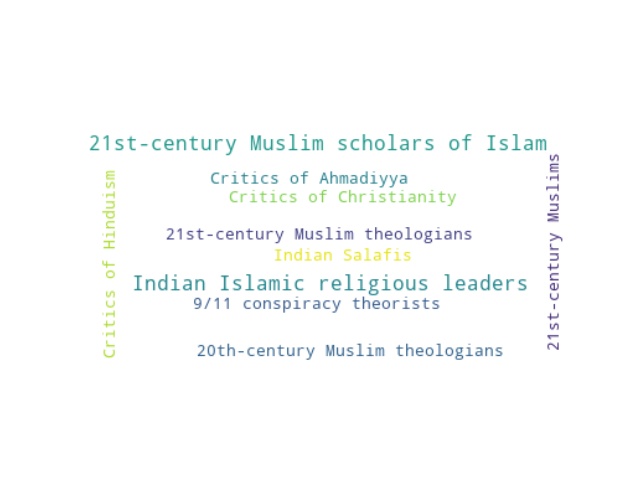 21st-century Muslim scholars of Islam
Critics of Ahmadiyya
Critics of Christianity
21st-century Muslim theologians
Indian Salafis
Indian Islamic religious leaders
9/11 conspiracy theorists
20th-century Muslim theologians
Critics of Hinduism
21st-century Muslims